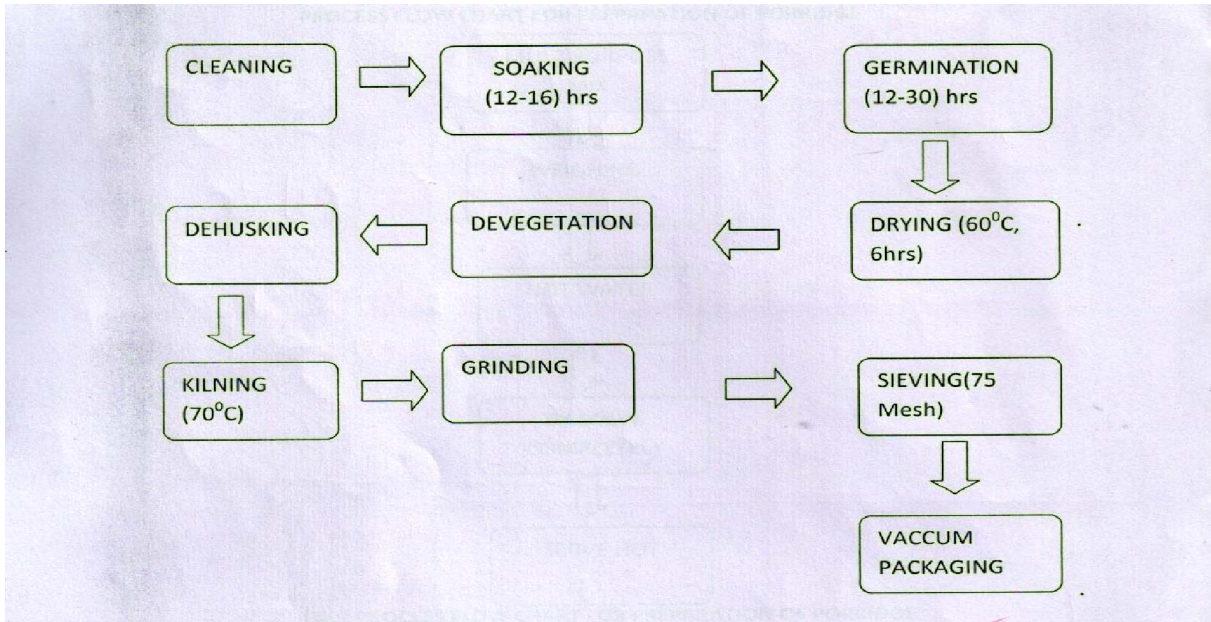 CLEANING
SOAKING
(12-16) hrs
GERMINATION
(12-30) hrs
DRYING (60⁰C,
6hrs)
DEVEGETATION
DEHUSKING
KILNING
(70⁰C)
GRINDING
SIEVING(75
Mesh)
VACCUM
PACKAGING